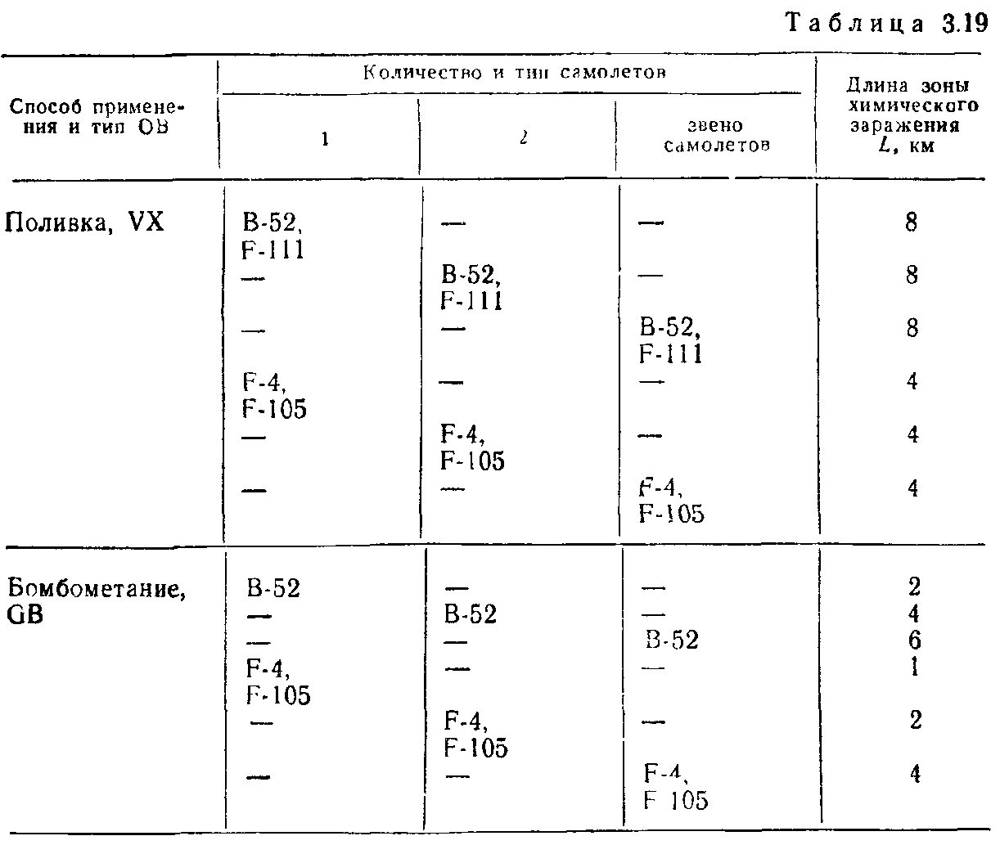 Таблица 3.19
Способ примене-
ния и тип ОВ
Количество и тип самолетов
1
2
звено
самолетов
Длина зоны
химического
заражения
L, км
Поливка, VX
B-52,
F-111
—
—
8
—
B-52,
F-111
—
8
—
—
B-52,
F-111
8
F-4,
F-105
—
—
4
—
F-4,
F-105
—
4
—
—
F-4,
F-105
4
Бомбометание,
GB
B-52
—
—
2
—
B-52
—
4
—
—
B-52
6
F-4,
F-105
—
—
1
—
F-4,
F-105
—
2
—
—
F-4,
F 105
4